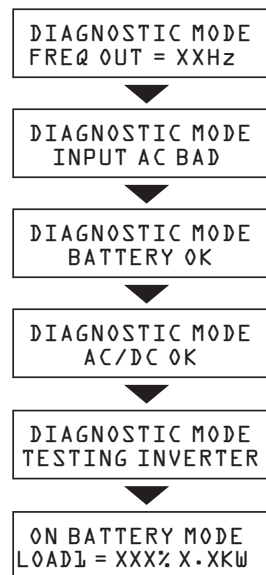 DIAGNOSTIC MODE
FREQ OUT = XXHz
DIAGNOSTIC MODE
INPUT AC BAD
DIAGNOSTIC MODE
BATTERY OK
DIAGNOSTIC MODE
AC/DC OK
DIAGNOSTIC MODE
TESTING INVERTER
ON BATTERY MODE
LOAD1 = XXX% X.XKW